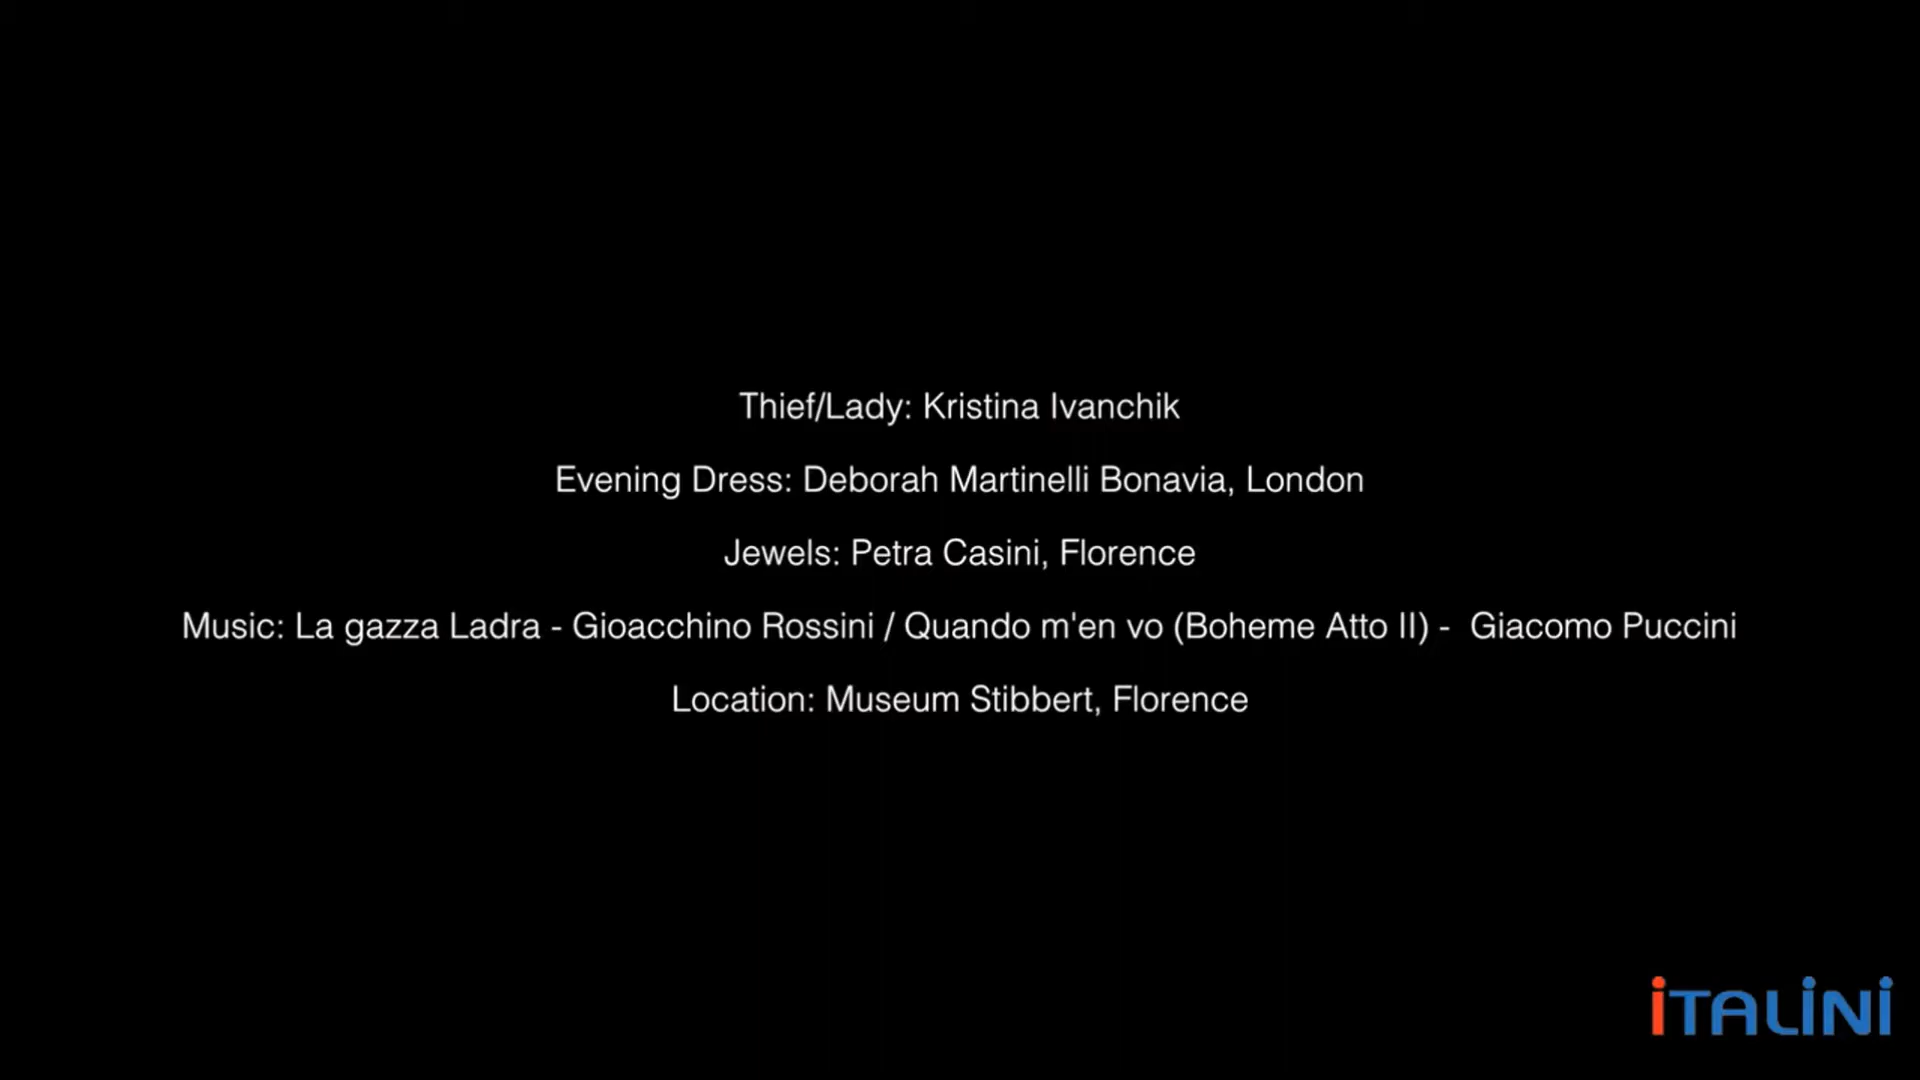 Thief/Lady: Kristina Ivanchik
Evening Dress: Deborah Martinelli Bonavia, London
Jewels: Petra Casini, Florence
Music: La gazza Ladra - Gioacchino Rossini / Quando m'en vo (Boheme Atto II) -  Giacomo Puccini
Location: Museum Stibbert, Florence
iTALiNi